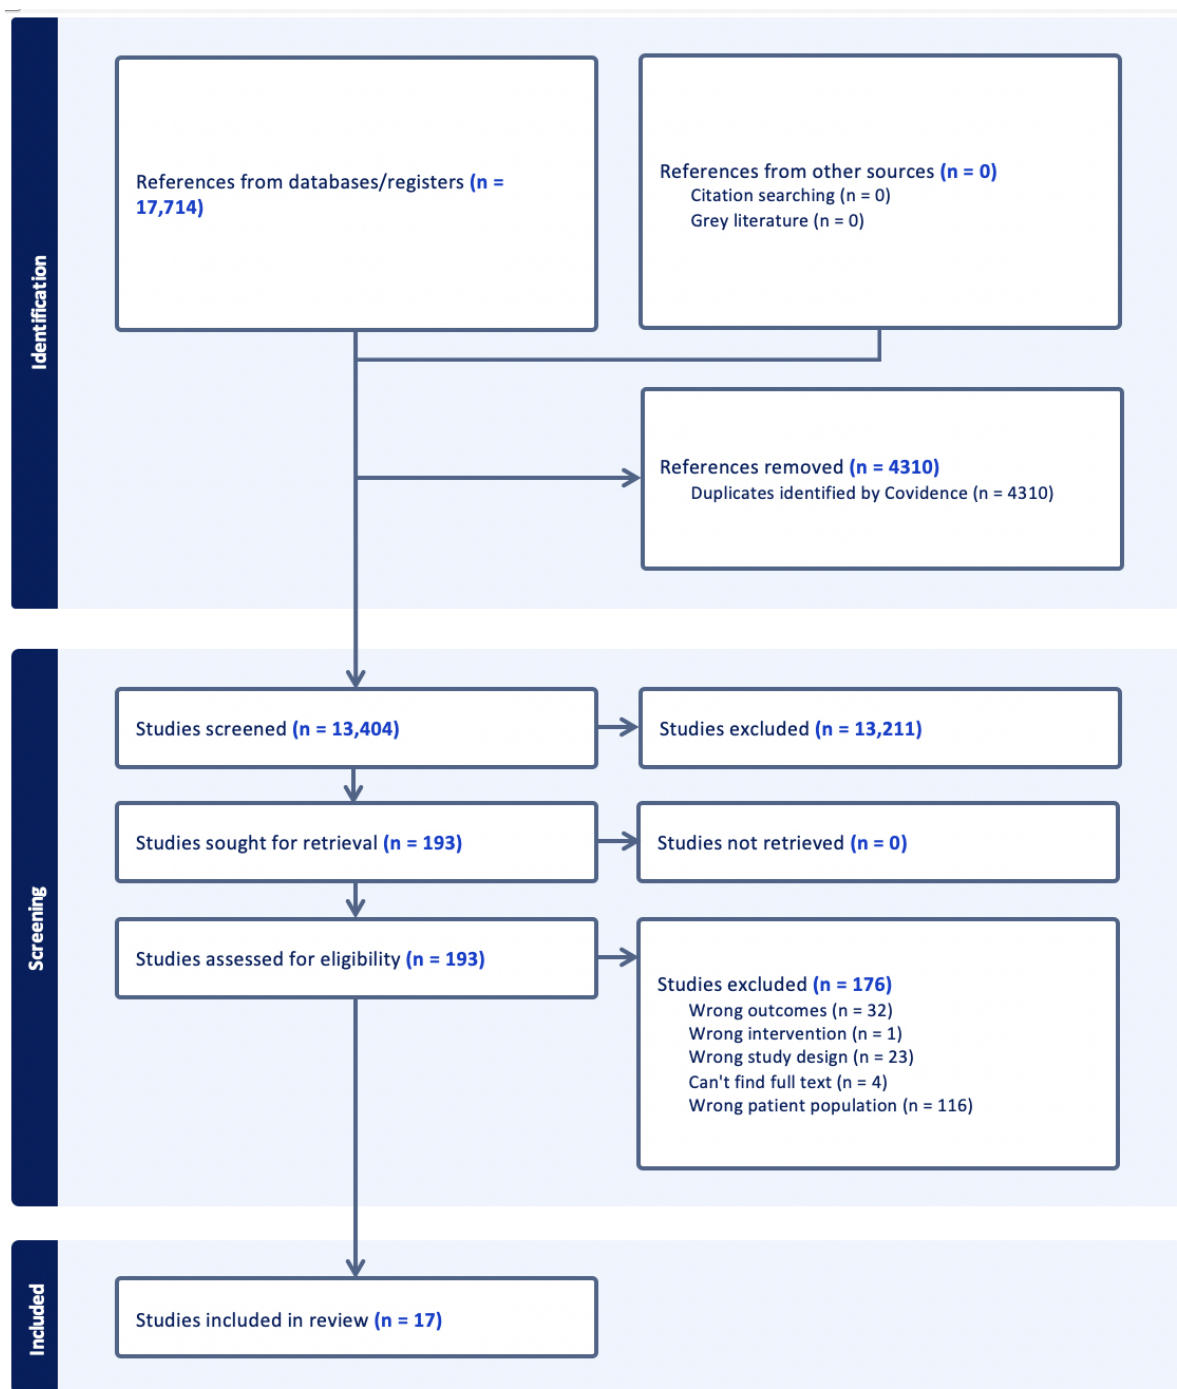 Identification
References from databases/registers (n =
17,714)
References from other sources (n = 0)
Citation searching (n = 0)
Grey literature (n = 0)
References removed (n = 4310)
Duplicates identified by Covidence (n = 4310)
Screening
Studies screened (n = 13,404)
Studies excluded (n = 13,211)
Studies sought for retrieval (n = 193)
Studies not retrieved (n = 0)
Studies assessed for eligibility (n = 193)
Studies excluded (n = 176)
Wrong outcomes (n = 32)
Wrong intervention (n = 1)
Wrong study design (n = 23)
Can't find full text (n = 4)
Wrong patient population (n = 116)
Included
Studies included in review (n = 17)